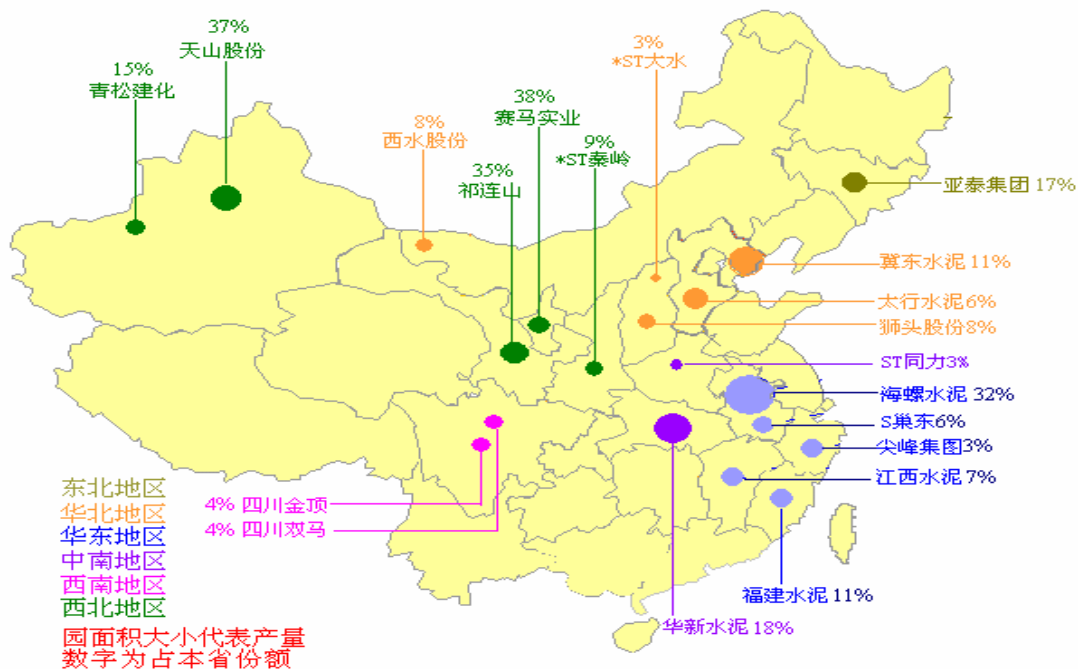 37%
天山股份
15%
青松建化
3%
*ST大水
38%
赛马实业
8%
西水股份
9%
*ST秦岭
35%
祁连山
亚泰集团 17%
冀东水泥 11%
太行水泥 6%
狮头股份8%
ST同力3%
海螺水泥 32%
S巢东6%
尖峰集团3%
江西水泥 7%
4% 四川金顶
4% 四川双马
福建水泥 11%
华新水泥 18%
东北地区
华北地区
华东地区
中南地区
西南地区
西北地区
园面积大小代表产量
数字为占本省份额